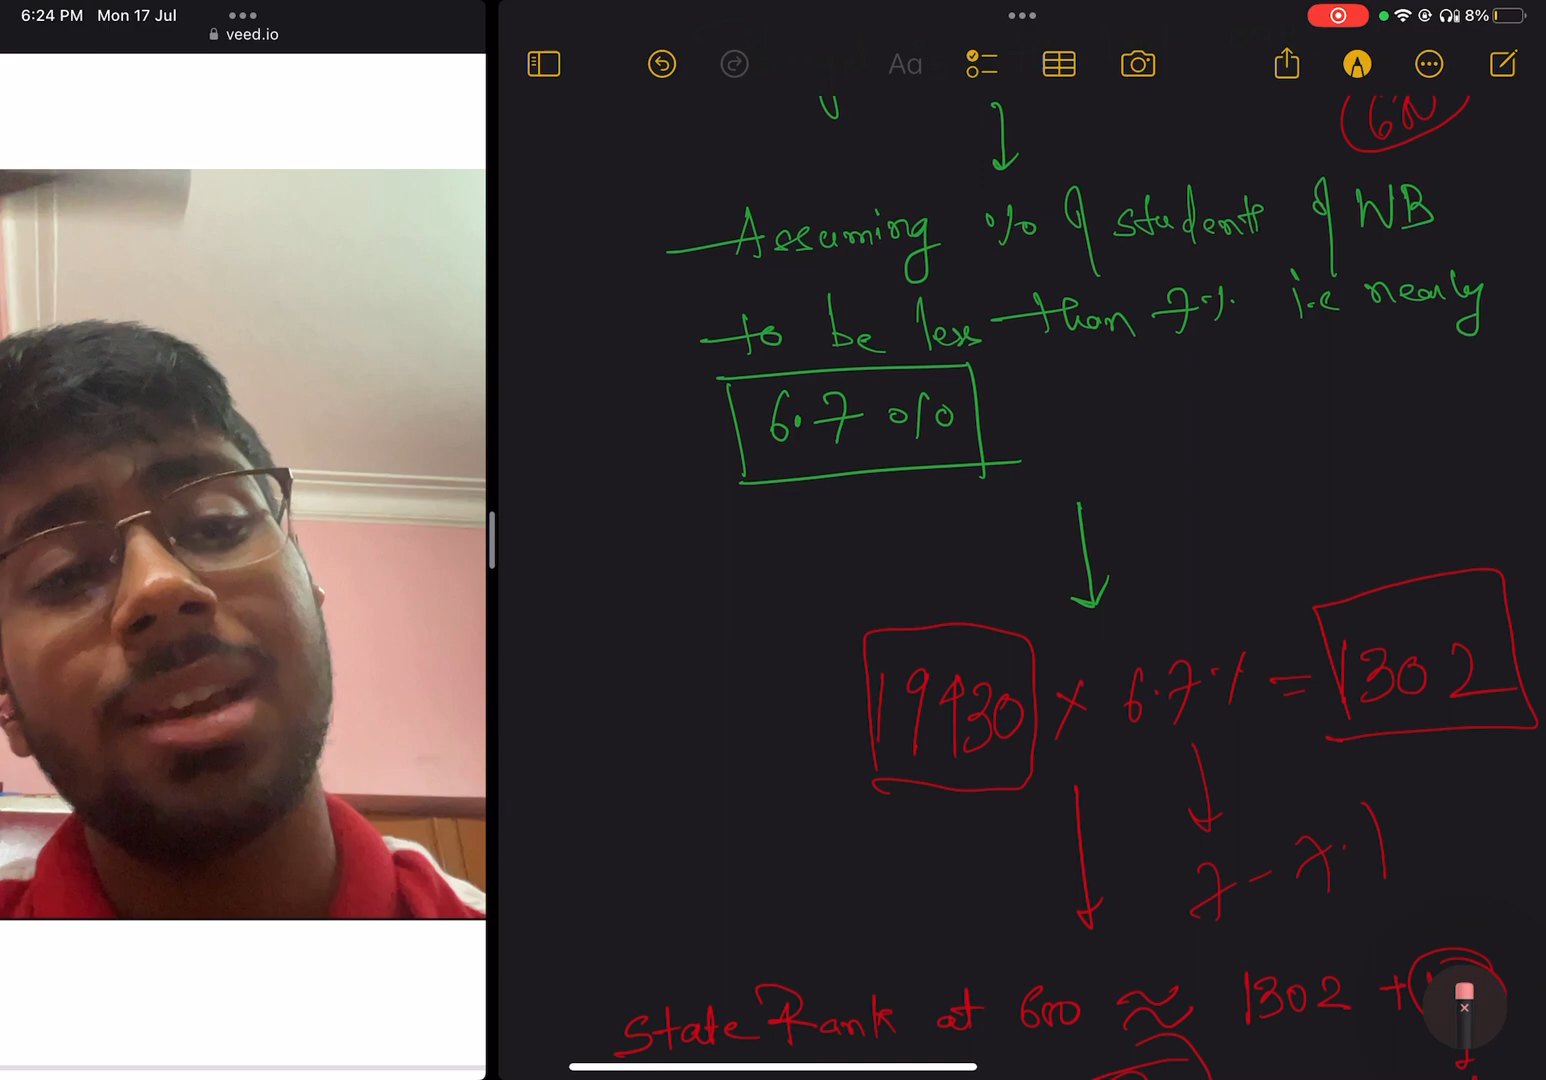 6:24 PM Mon 17 Jul
veed.io
8%
Aa
Assuming % of students of WB
to be less than 7% i.e nearly
6.7 %
19430 × 6.7% = 1302
7 - 7.1
State Rank at 600 ≈ 1302 +